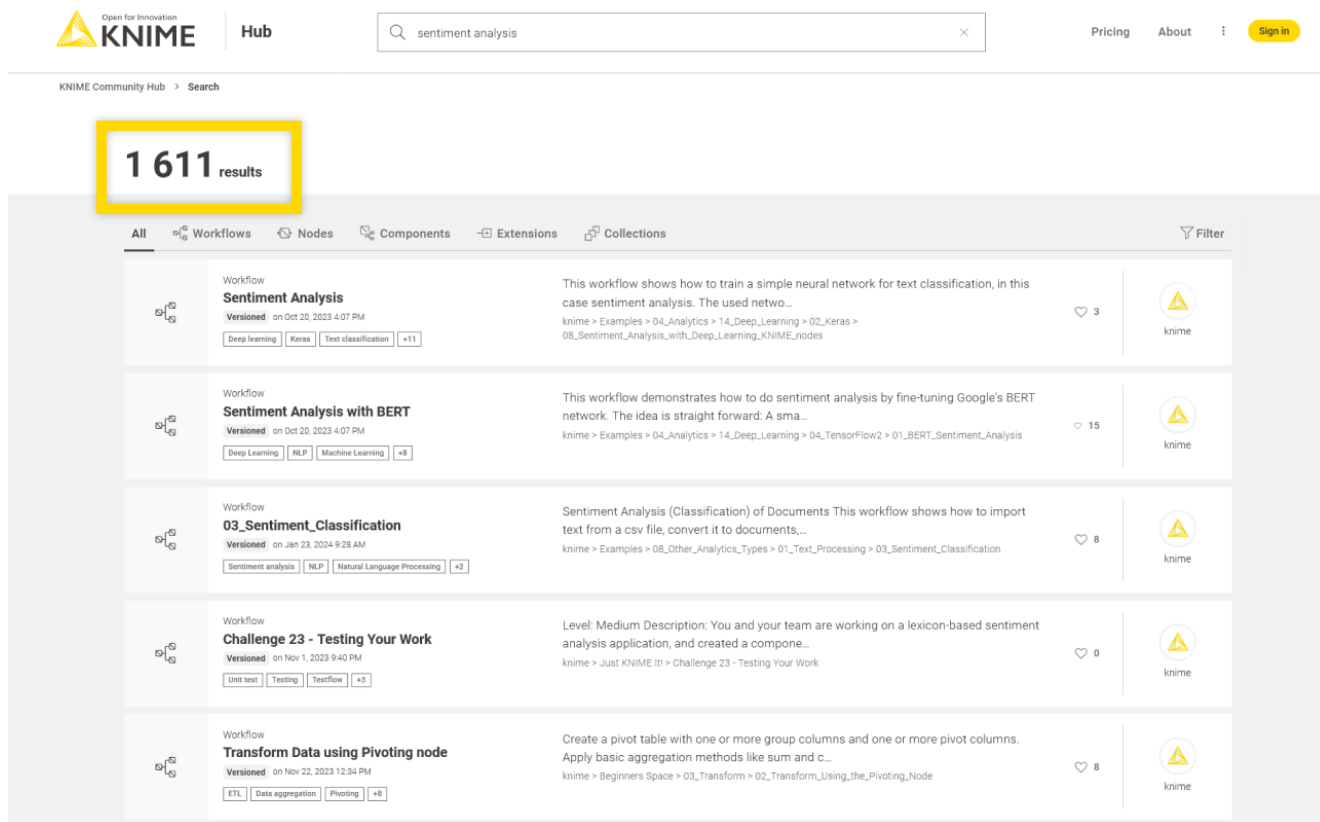 Open for Innovation
KNIME
Hub
sentiment analysis
Pricing
About
Sign in
KNIME Community Hub > Search
1 611 results
All
Workflows
Nodes
Components
Extensions
Collections
Filter
Workflow
Sentiment Analysis
Versioned on Oct 20, 2023 4:07 PM
Deep learning Keras Text classification +11
This workflow shows how to train a simple neural network for text classification, in this
case sentiment analysis. The used netwo...
knime > Examples > 04_Analytics > 14_Deep_Learning > 02_Keras >
08_Sentiment_Analysis_with_Deep_Learning_KNIME_nodes
3
knime
Workflow
Sentiment Analysis with BERT
Versioned on Oct 20, 2023 4:07 PM
Deep Learning NLP Machine Learning +8
This workflow demonstrates how to do sentiment analysis by fine-tuning Google's BERT
network. The idea is straight forward: A sma...
knime > Examples > 04_Analytics > 14_Deep_Learning > 04_TensorFlow2 > 01_BERT_Sentiment_Analysis
15
knime
Workflow
03_Sentiment_Classification
Versioned on Jan 23, 2024 9:28 AM
Sentiment analysis NLP Natural Language Processing +2
Sentiment Analysis (Classification) of Documents This workflow shows how to import
text from a csv file, convert it to documents,...
knime > Examples > 08_Other_Analytics_Types > 01_Text_Processing > 03_Sentiment_Classification
8
knime
Workflow
Challenge 23 - Testing Your Work
Versioned on Nov 1, 2023 9:40 PM
Unit test Testing Testflow +3
Level: Medium Description: You and your team are working on a lexicon-based sentiment
analysis application, and created a compone...
knime > Just KNIME It! > Challenge 23 - Testing Your Work
0
knime
Workflow
Transform Data using Pivoting node
Versioned on Nov 22, 2023 12:34 PM
ETL Data aggregation Pivoting +8
Create a pivot table with one or more group columns and one or more pivot columns.
Apply basic aggregation methods like sum and c...
knime > Beginners Space > 03_Transform > 02_Transform_Using_the_Pivoting_Node
8
knime